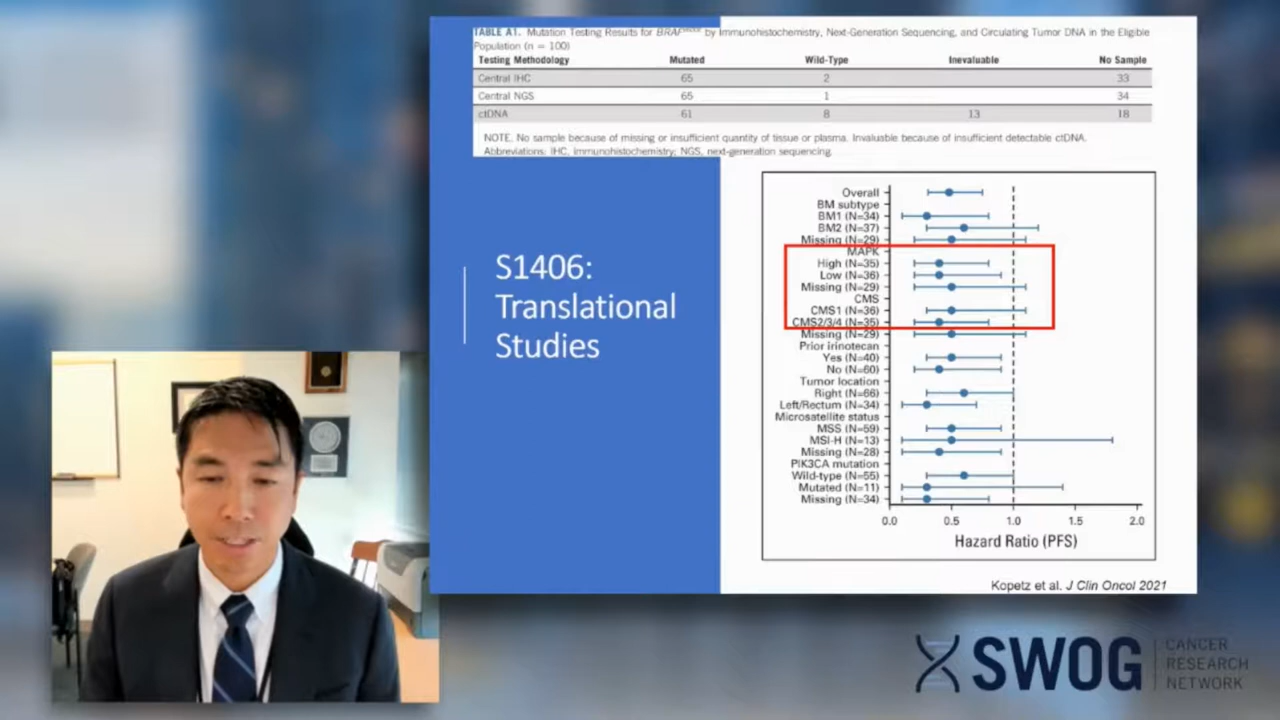 TABLE A1. Mutation Testing Results for BRAF by Immunohistochemistry, Next-Generation Sequencing, and Circulating Tumor DNA in the Eligible
Population (n = 100)
Testing Methodology Mutated Wild-Type Inevaluable No Sample
Central IHC 65 2 33
Central NGS 65 1 34
ctDNA 61 8 13 18
NOTE. No sample because of missing or insufficient quantity of tissue or plasma. Invaluable because of insufficient detectable ctDNA.
Abbreviations: IHC, immunohistochemistry; NGS, next-generation sequencing.
S1406:
Translational
Studies
Overall
BM subtype
BM1 (N=34)
BM2 (N=37)
Missing (N=29)
MAPK
High (N=35)
Low (N=36)
Missing (N=29)
CMS
CMS1 (N=36)
CMS2/3/4 (N=35)
Missing (N=29)
Prior irinotecan
Yes (N=40)
No (N=60)
Tumor location
Right (N=66)
Left/Rectum (N=34)
Microsatellite status
MSS (N=59)
MSI-H (N=13)
Missing (N=28)
PIK3CA mutation
Wild-type (N=55)
Mutated (N=11)
Missing (N=34)
0.0 0.5 1.0 1.5 2.0
Hazard Ratio (PFS)
Kopetz et al. J Clin Oncol 2021
SWOG
CANCER
RESEARCH
NETWORK